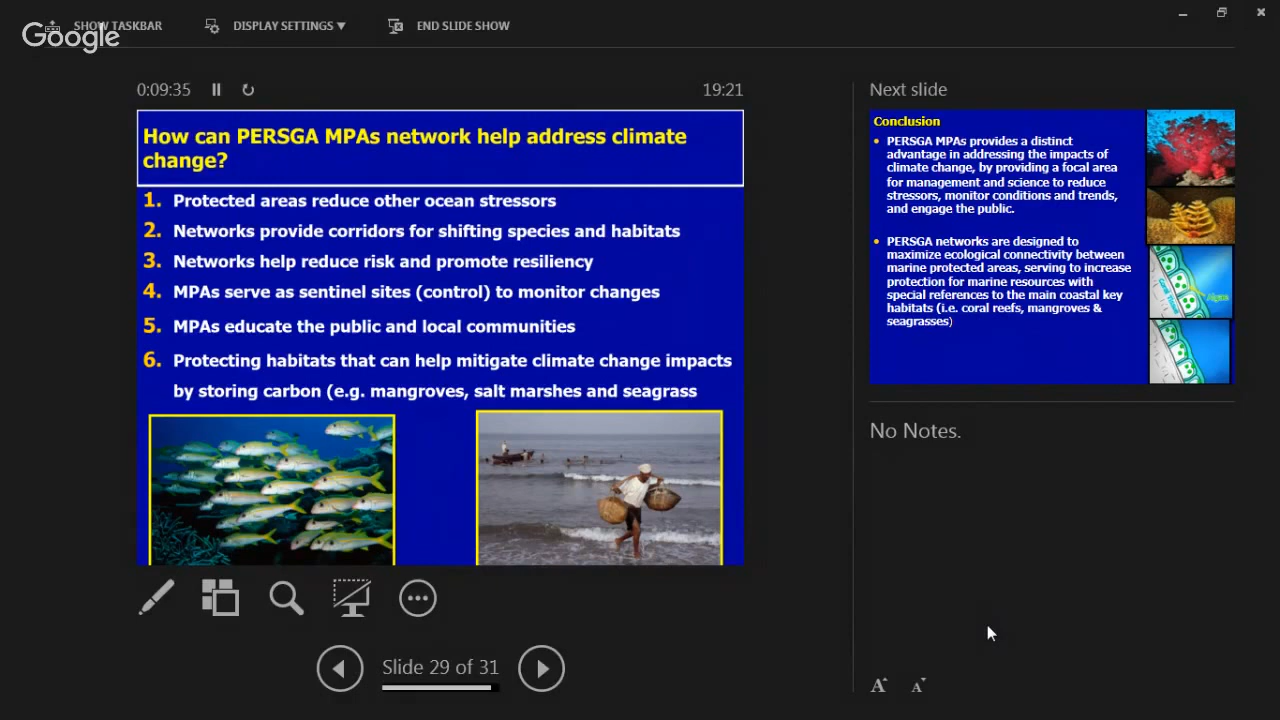 SHOW TASKBAR
DISPLAY SETTINGS ▼
END SLIDE SHOW
Google
0:09:35
19:21
How can PERSGA MPAs network help address climate
change?
1. Protected areas reduce other ocean stressors
2. Networks provide corridors for shifting species and habitats
3. Networks help reduce risk and promote resiliency
4. MPAs serve as sentinel sites (control) to monitor changes
5. MPAs educate the public and local communities
6. Protecting habitats that can help mitigate climate change impacts
by storing carbon (e.g. mangroves, salt marshes and seagrass
Slide 29 of 31
Next slide
Conclusion
• PERSGA MPAs provides a distinct
advantage in addressing the impacts of
climate change, by providing a focal area
for management and science to reduce
stressors, monitor conditions and trends,
and engage the public.
• PERSGA networks are designed to
maximize ecological connectivity between
marine protected areas, serving to increase
protection for marine resources with
special references to the main coastal key
habitats (i.e. coral reefs, mangroves &
seagrasses)
Coral Tissue
Algae
No Notes.
A A